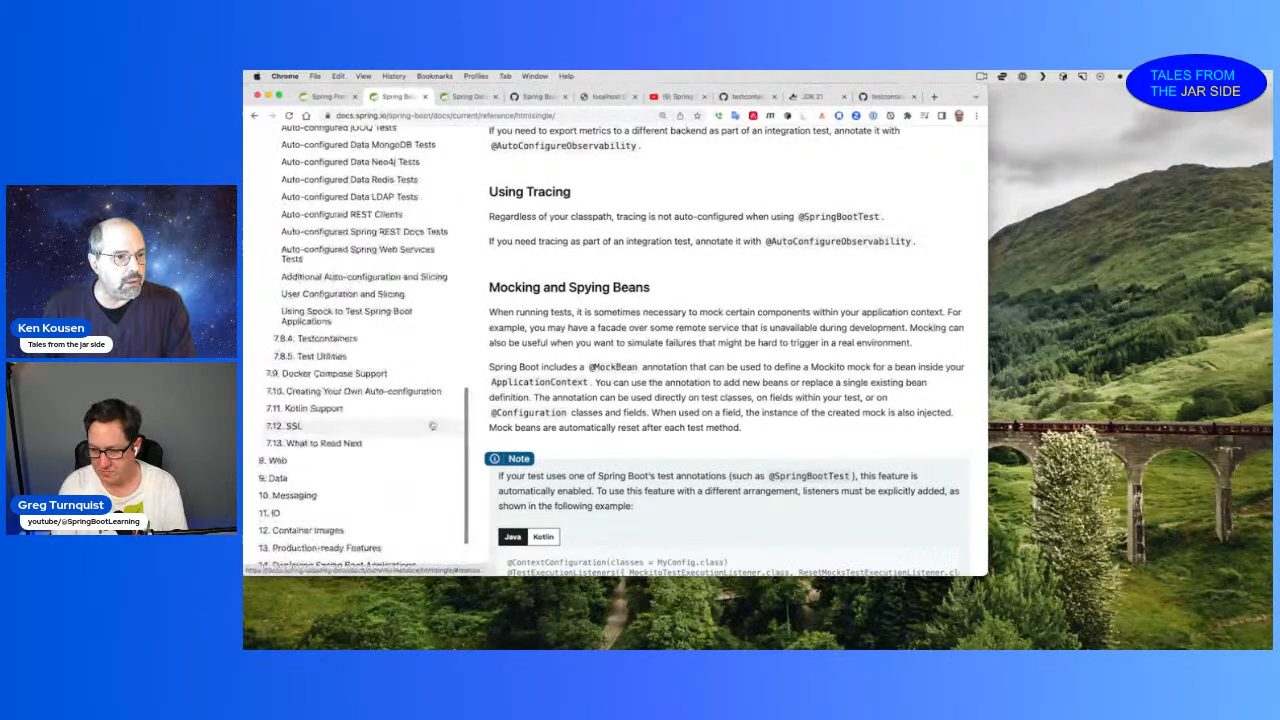 TALES FROM
THE JAR SIDE
Chrome File Edit View History Bookmarks Profiles Tab Window Help
docs.spring.io/spring-boot/docs/current/reference/htmlsingle/
Auto-configured jOOQ Tests
Auto-configured Data MongoDB Tests
Auto-configured Data Neo4j Tests
Auto-configured Data Redis Tests
Auto-configured Data LDAP Tests
Auto-configured REST Clients
Auto-configured Spring REST Docs Tests
Auto-configured Spring Web Services
Tests
Additional Auto-configuration and Slicing
User Configuration and Slicing
Using Spock to Test Spring Boot
Applications
7.8.4. Testcontainers
7.8.5. Test Utilities
7.9. Docker Compose Support
7.10. Creating Your Own Auto-configuration
7.11. Kotlin Support
7.12. SSL
7.13. What to Read Next
8. Web
9. Data
10. Messaging
11. IO
12. Container Images
13. Production-ready Features
14. Deploying Spring Boot Applications
If you need to export metrics to a different backend as part of an integration test, annotate it with
@AutoConfigureObservability.
Using Tracing
Regardless of your classpath, tracing is not auto-configured when using @SpringBootTest.
If you need tracing as part of an integration test, annotate it with @AutoConfigureObservability.
Mocking and Spying Beans
When running tests, it is sometimes necessary to mock certain components within your application context. For
example, you may have a facade over some remote service that is unavailable during development. Mocking can
also be useful when you want to simulate failures that might be hard to trigger in a real environment.
Spring Boot includes a @MockBean annotation that can be used to define a Mockito mock for a bean inside your
ApplicationContext. You can use the annotation to add new beans or replace a single existing bean
definition. The annotation can be used directly on test classes, on fields within your test, or on
@Configuration classes and fields. When used on a field, the instance of the created mock is also injected.
Mock beans are automatically reset after each test method.
Note
If your test uses one of Spring Boot's test annotations (such as @SpringBootTest), this feature is
automatically enabled. To use this feature with a different arrangement, listeners must be explicitly added, as
shown in the following example:
Java Kotlin
@ContextConfiguration(classes = MyConfig.class)
@TestExecutionListeners({ MockitoTestExecutionListener.class, ResetMocksTestExecutionListener.cl
Ken Kousen
Tales from the jar side
Greg Turnquist
youtube/@SpringBootLearning